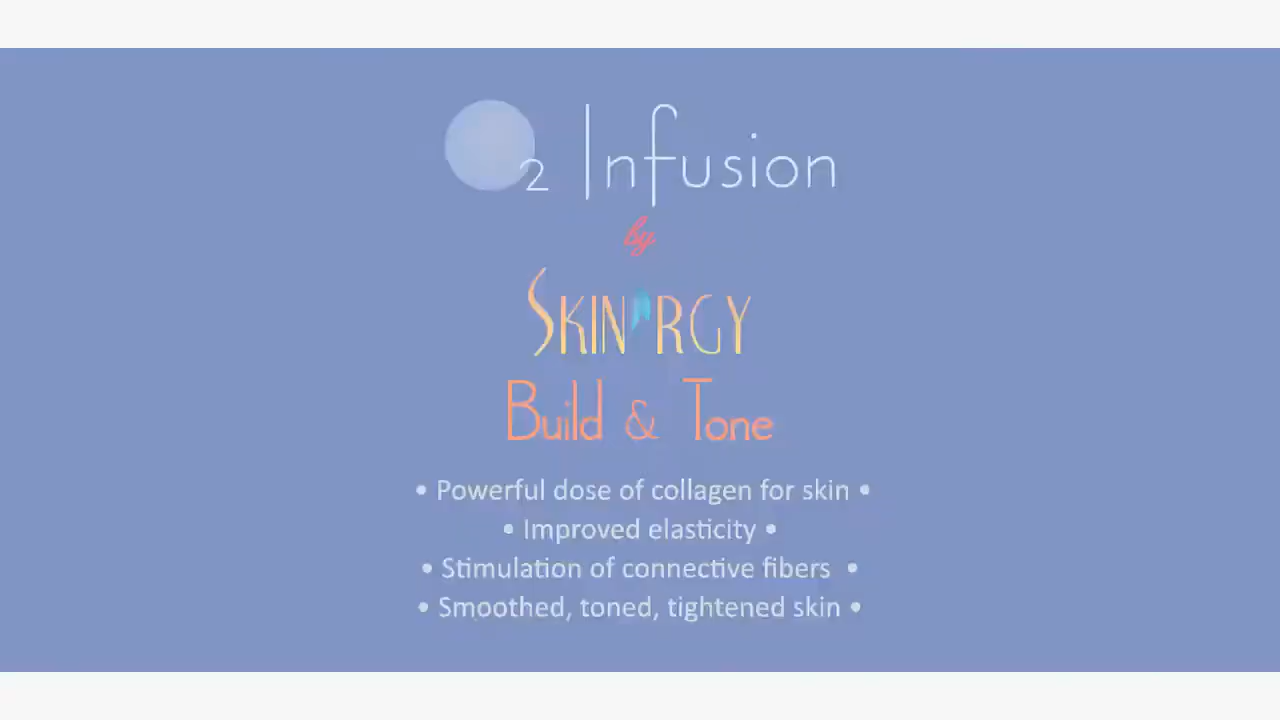 O2 Infusion
by
SKIN RGY
Build & Tone
• Powerful dose of collagen for skin •
• Improved elasticity •
• Stimulation of connective fibers •
• Smoothed, toned, tightened skin •